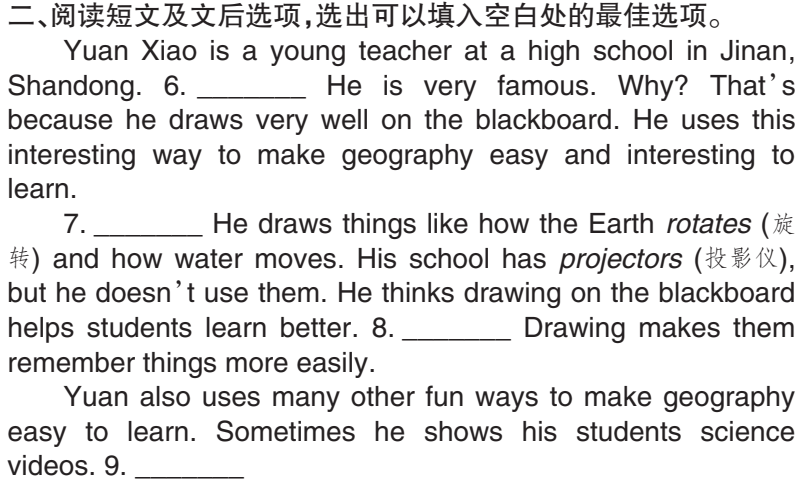 二、阅读短文及文后选项,选出可以填入空白处的最佳选项。
Yuan Xiao is a young teacher at a high school in Jinan,
Shandong. 6. _______ He is very famous. Why? That’s
because he draws very well on the blackboard. He uses this
interesting way to make geography easy and interesting to
learn.
7. _______ He draws things like how the Earth rotates (旋
转) and how water moves. His school has projectors (投影仪),
but he doesn’t use them. He thinks drawing on the blackboard
helps students learn better. 8. _______ Drawing makes them
remember things more easily.
Yuan also uses many other fun ways to make geography
easy to learn. Sometimes he shows his students science
videos. 9. _______